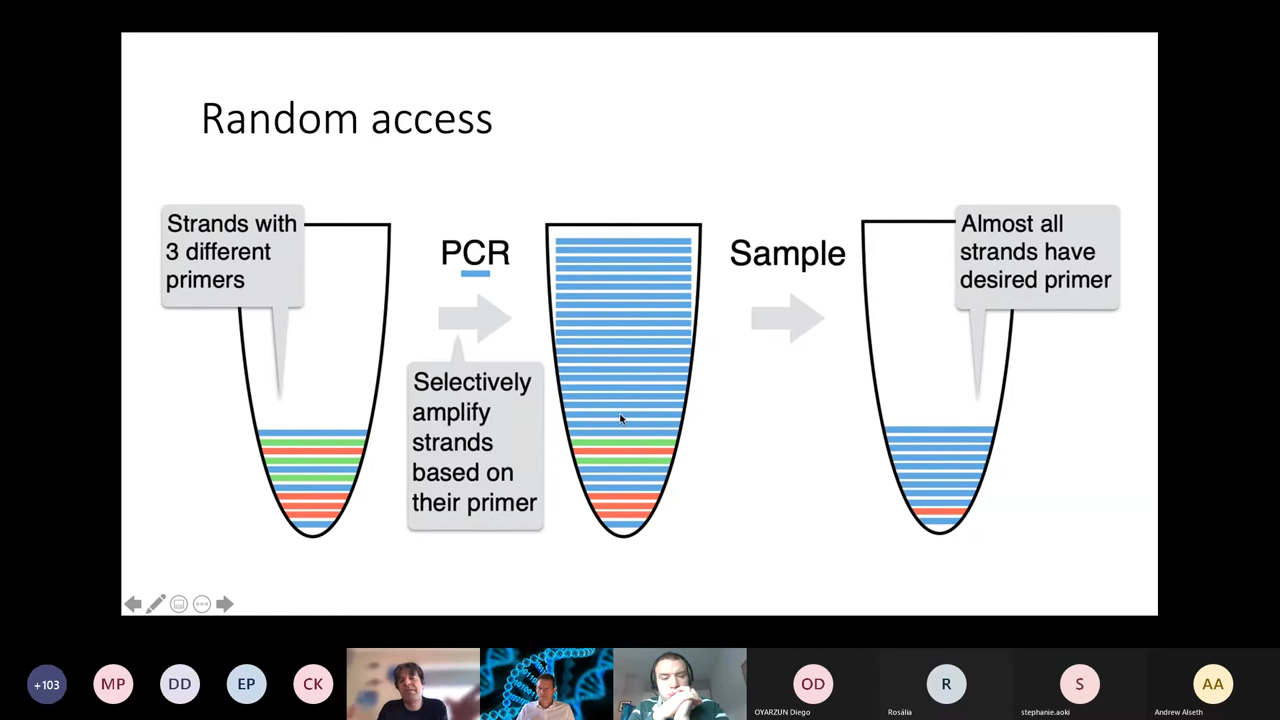 Random access
Strands with
3 different
primers
PCR
Selectively
amplify
strands
based on
their primer
Sample
Almost all
strands have
desired primer
+103
MP
DD
EP
CK
OD
OYARZUN Diego
R
Rosália
S
stephanie.aoki
AA
Andrew Alseth